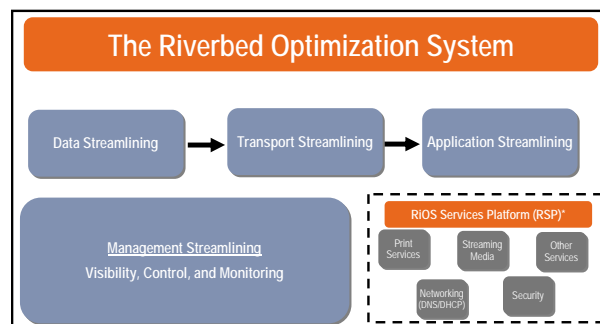 The Riverbed Optimization System
Data Streamlining
Transport Streamlining
Application Streamlining
Management Streamlining
Visibility, Control, and Monitoring
RiOS Services Platform (RSP)*
Print
Services
Streaming
Media
Other
Services
Networking
(DNS/DHCP)
Security